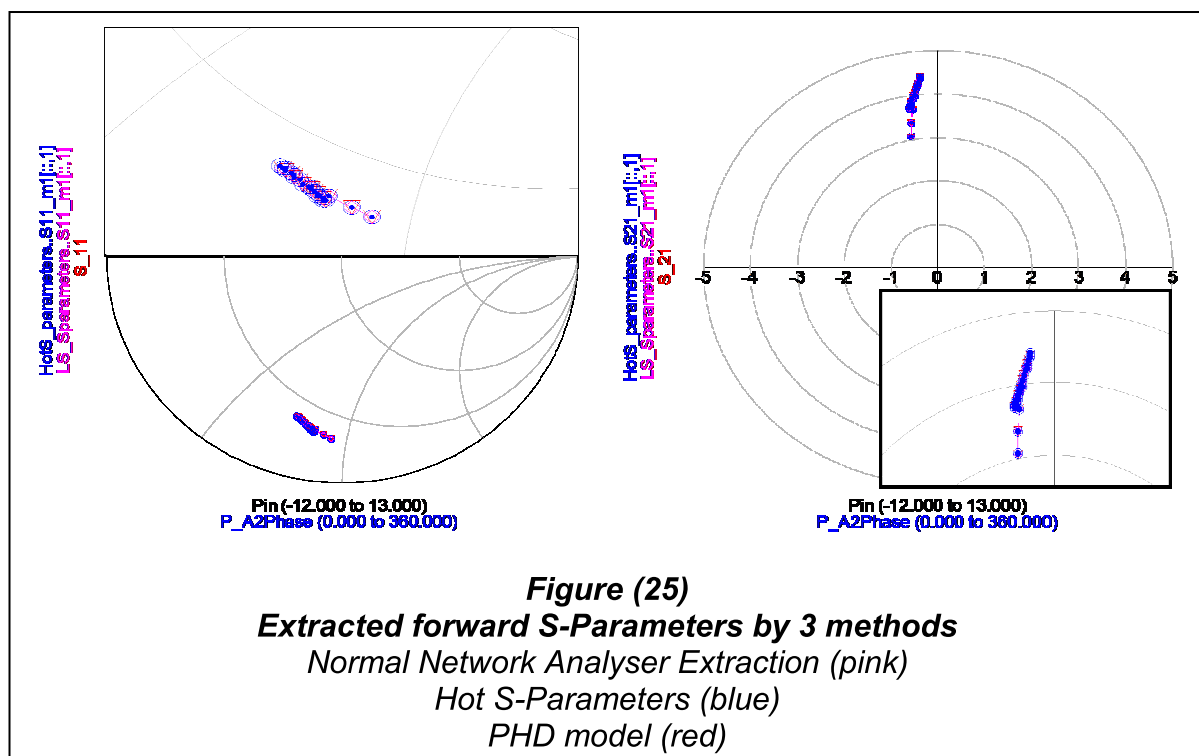 HotS_parameters..S11_m1[::,1]
LS_Sparameters..S11_m1[::,1]
S_11
Pin (-12.000 to 13.000)
P_A2Phase (0.000 to 360.000)
HotS_parameters..S21_m1[::,1]
LS_Sparameters..S21_m1[::,1]
S_21
-5 -4 -3 -2 -1 0 1 2 3 4 5
Pin (-12.000 to 13.000)
P_A2Phase (0.000 to 360.000)
Figure (25)
Extracted forward S-Parameters by 3 methods
Normal Network Analyser Extraction (pink)
Hot S-Parameters (blue)
PHD model (red)